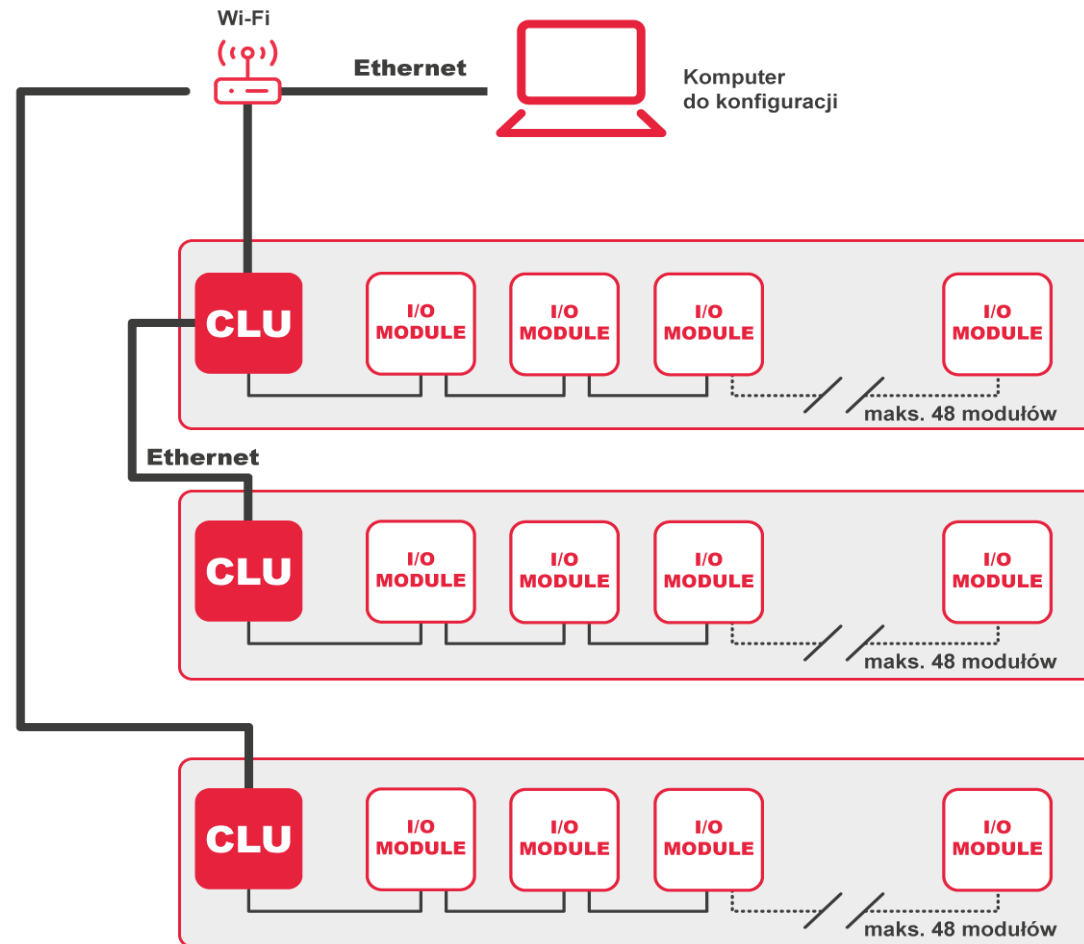 Wi-Fi
Ethernet
Komputer
do konfiguracji
CLU
I/O
MODULE
I/O
MODULE
I/O
MODULE
I/O
MODULE
maks. 48 modułów
Ethernet
CLU
I/O
MODULE
I/O
MODULE
I/O
MODULE
I/O
MODULE
maks. 48 modułów
CLU
I/O
MODULE
I/O
MODULE
I/O
MODULE
I/O
MODULE
maks. 48 modułów